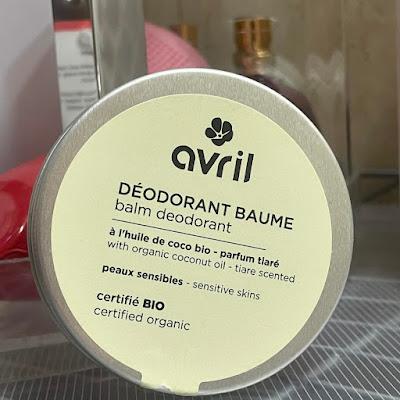 avril
DÉODORANT BAUME
balm deodorant
à l'huile de coco bio - parfum tiaré
with organic coconut oil - tiare scented
peaux sensibles - sensitive skins
certifié BIO
certified organic